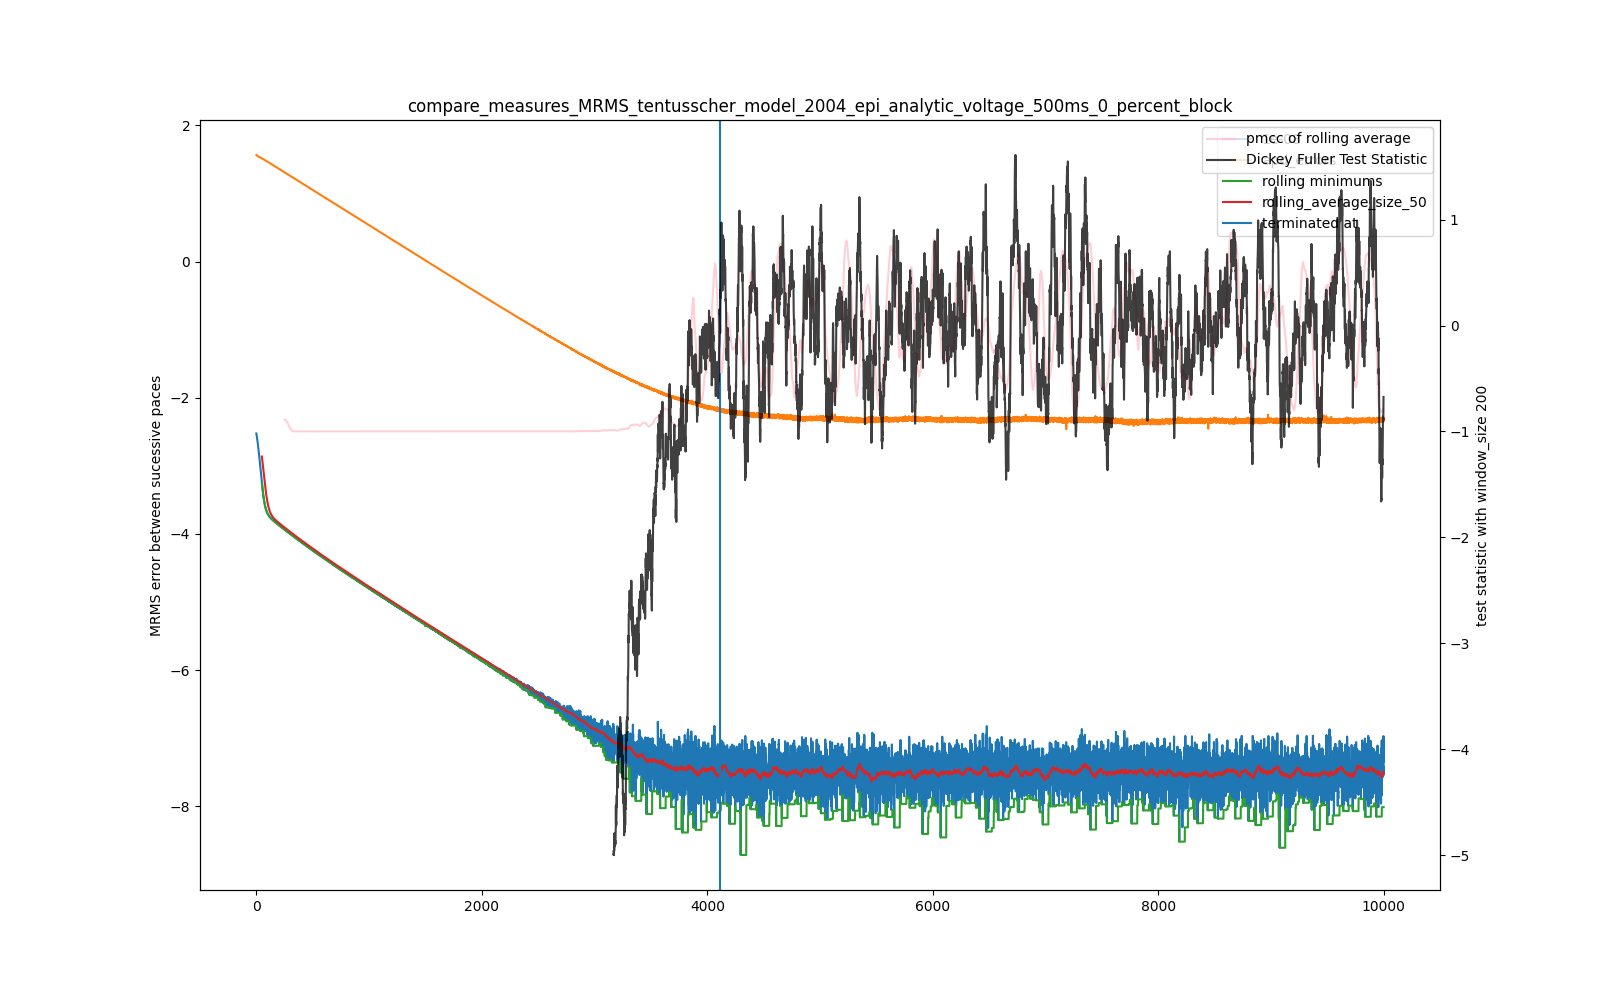 compare_measures_MRMS_tentusscher_model_2004_epi_analytic_voltage_500ms_0_percent_block
pmcc of rolling average
Dickey Fuller Test Statistic
rolling minimums
rolling_average_size_50
terminated at
MRMS error between sucessive paces
2
0
−2
−4
−6
−8
test statistic with window_size 200
1
0
−1
−2
−3
−4
−5
0
2000
4000
6000
8000
10000